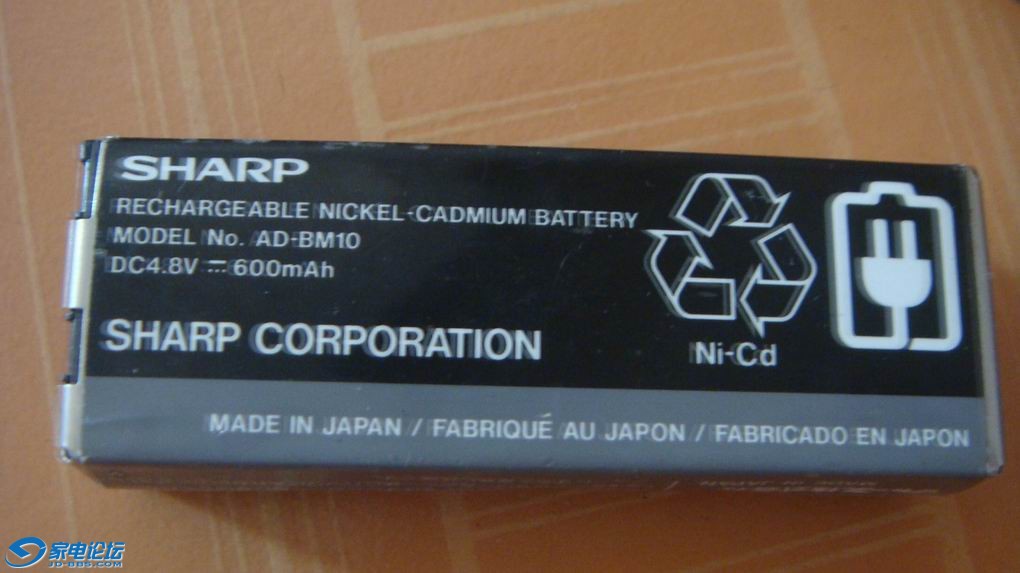 SHARP
RECHARGEABLE NICKEL-CADMIUM BATTERY
MODEL No. AD-BM10
DC4.8V ⎓ 600mAh
SHARP CORPORATION
Ni-Cd
MADE IN JAPAN / FABRIQUÉ AU JAPON / FABRICADO EN JAPON
家电论坛
JD-BBS.COM